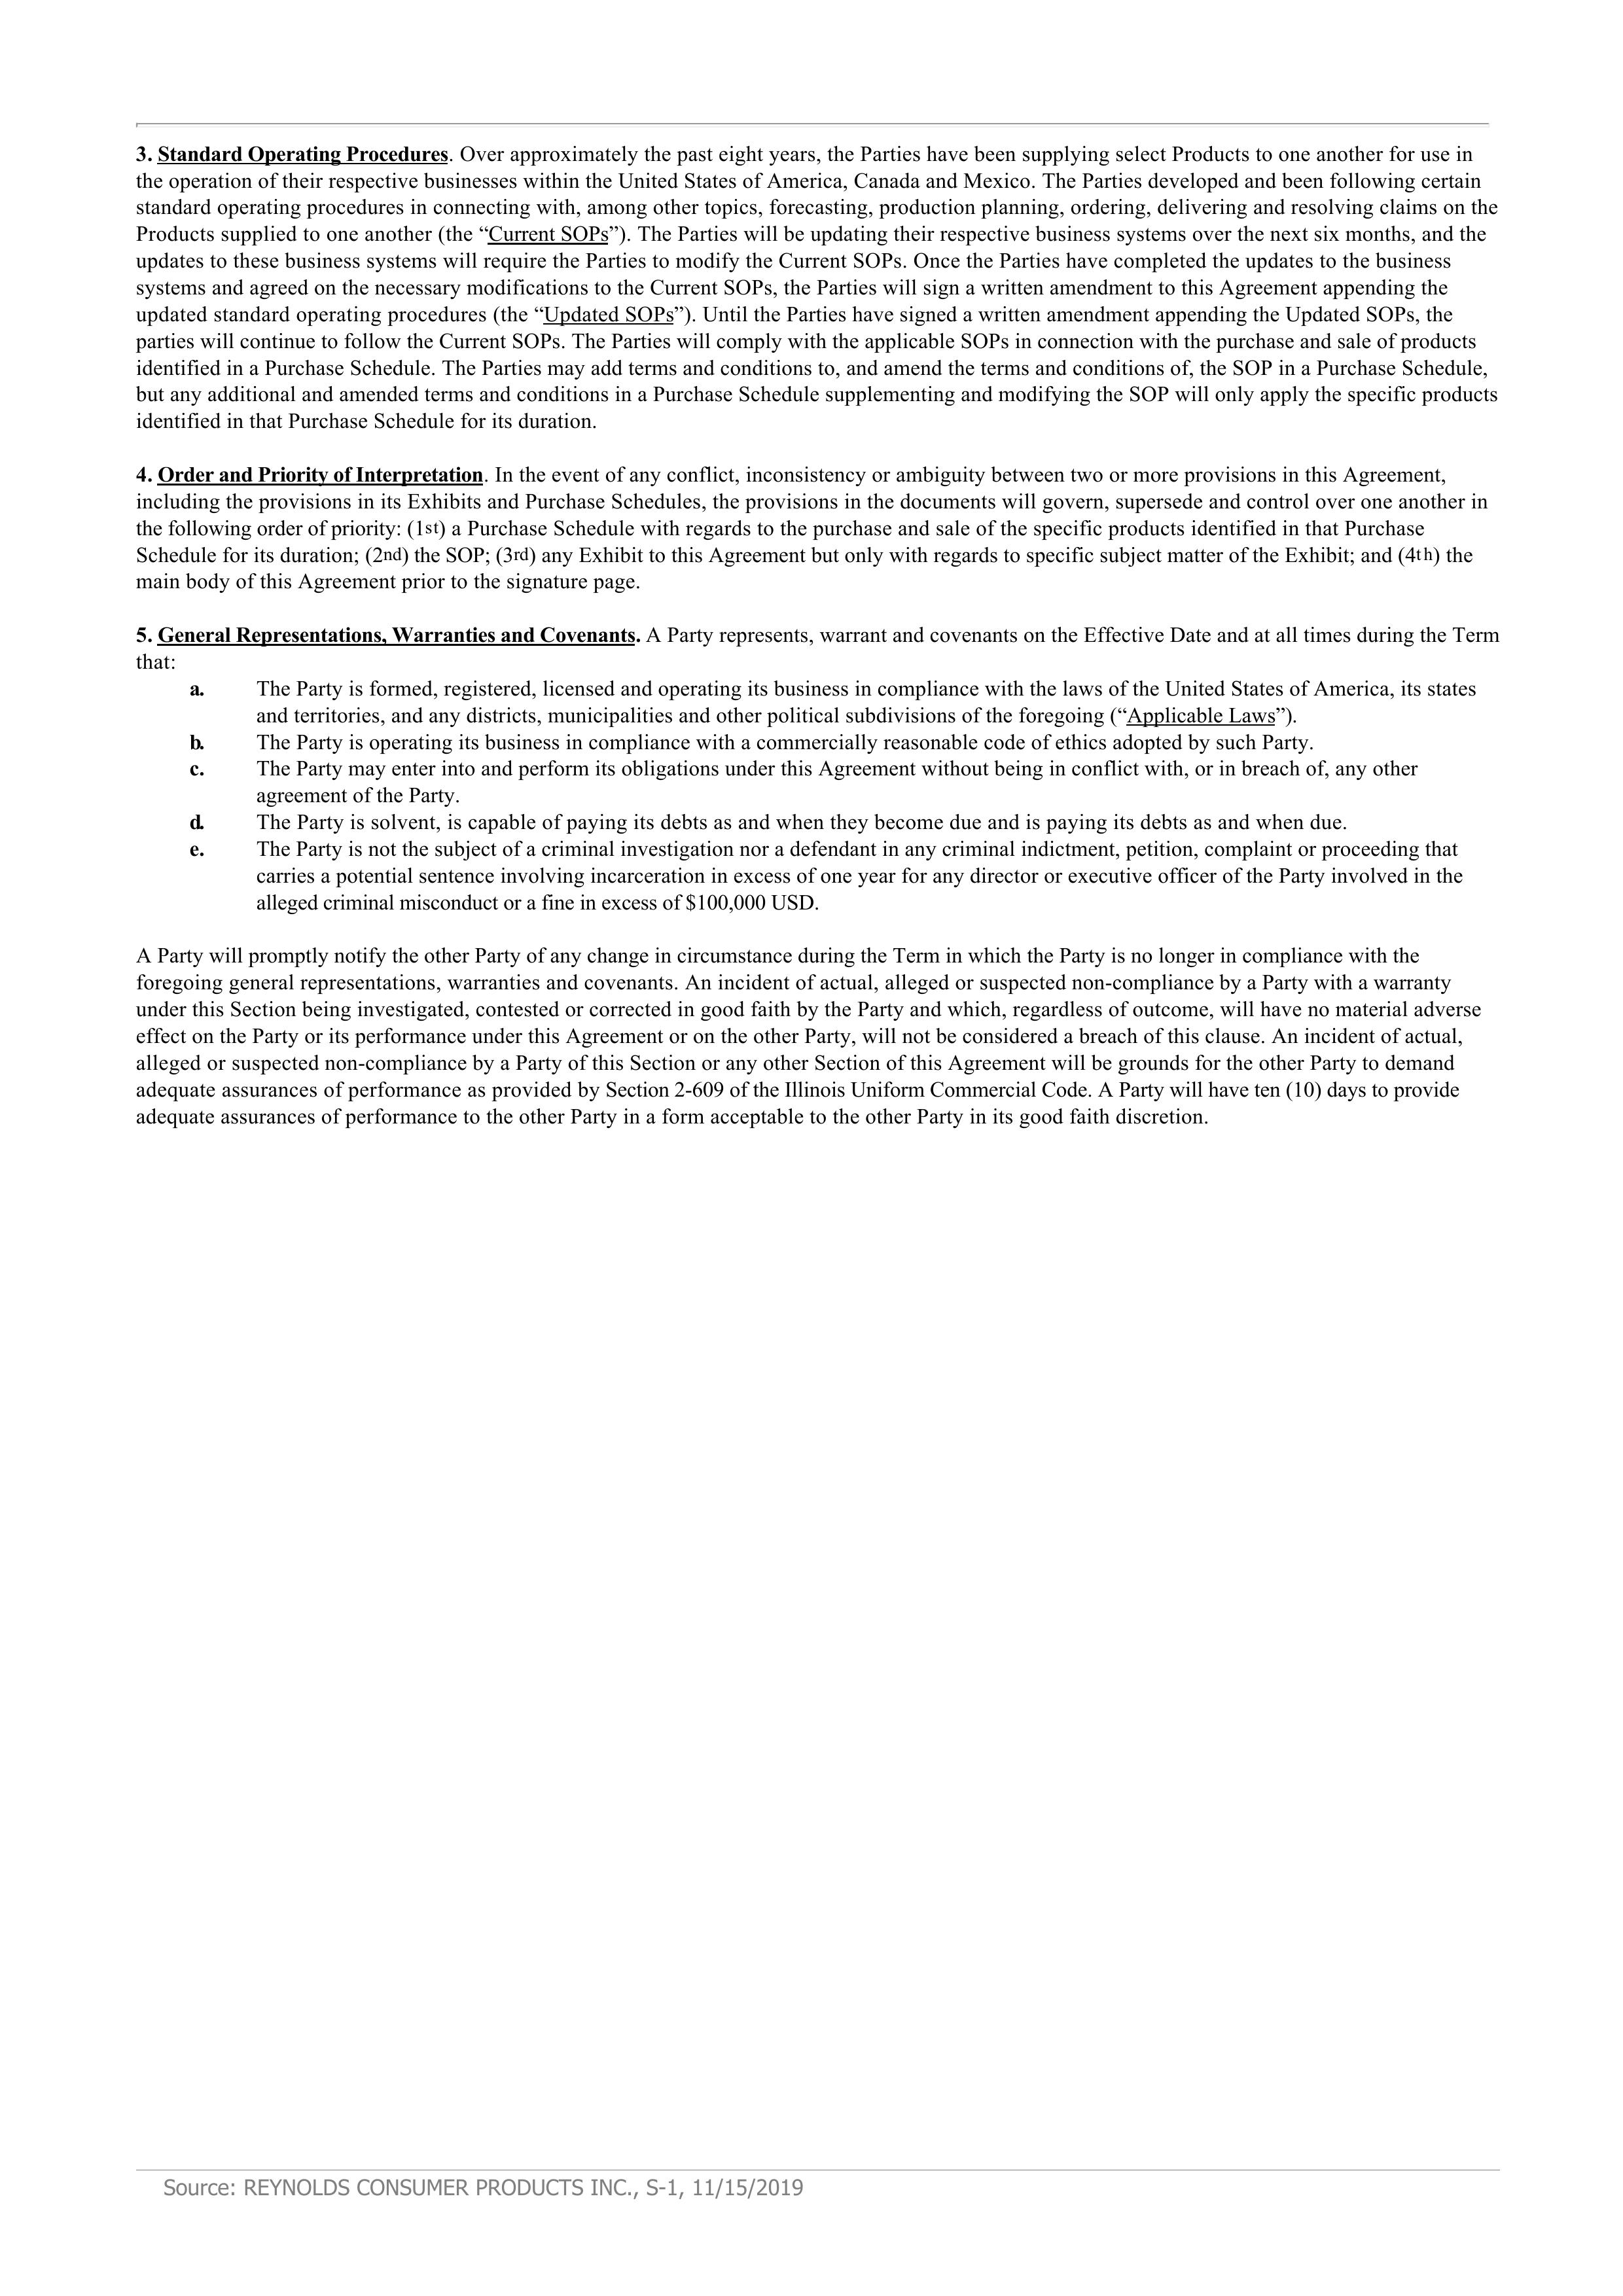 3. Standard Operating Procedures. Over approximately the past eight years, the Parties have been supplying select Products to one another for use in
the operation of their respective businesses within the United States of America, Canada and Mexico. The Parties developed and been following certain
standard operating procedures in connecting with, among other topics, forecasting, production planning, ordering, delivering and resolving claims on the
Products supplied to one another (the “Current SOPs”). The Parties will be updating their respective business systems over the next six months, and the
updates to these business systems will require the Parties to modify the Current SOPs. Once the Parties have completed the updates to the business
systems and agreed on the necessary modifications to the Current SOPs, the Parties will sign a written amendment to this Agreement appending the
updated standard operating procedures (the “Updated SOPs”). Until the Parties have signed a written amendment appending the Updated SOPs, the
parties will continue to follow the Current SOPs. The Parties will comply with the applicable SOPs in connection with the purchase and sale of products
identified in a Purchase Schedule. The Parties may add terms and conditions to, and amend the terms and conditions of, the SOP in a Purchase Schedule,
but any additional and amended terms and conditions in a Purchase Schedule supplementing and modifying the SOP will only apply the specific products
identified in that Purchase Schedule for its duration.
4. Order and Priority of Interpretation. In the event of any conflict, inconsistency or ambiguity between two or more provisions in this Agreement,
including the provisions in its Exhibits and Purchase Schedules, the provisions in the documents will govern, supersede and control over one another in
the following order of priority: (1st) a Purchase Schedule with regards to the purchase and sale of the specific products identified in that Purchase
Schedule for its duration; (2nd) the SOP; (3rd) any Exhibit to this Agreement but only with regards to specific subject matter of the Exhibit; and (4th) the
main body of this Agreement prior to the signature page.
5. General Representations, Warranties and Covenants. A Party represents, warrant and covenants on the Effective Date and at all times during the Term
that:
a. The Party is formed, registered, licensed and operating its business in compliance with the laws of the United States of America, its states
and territories, and any districts, municipalities and other political subdivisions of the foregoing (“Applicable Laws”).
b. The Party is operating its business in compliance with a commercially reasonable code of ethics adopted by such Party.
c. The Party may enter into and perform its obligations under this Agreement without being in conflict with, or in breach of, any other
agreement of the Party.
d. The Party is solvent, is capable of paying its debts as and when they become due and is paying its debts as and when due.
e. The Party is not the subject of a criminal investigation nor a defendant in any criminal indictment, petition, complaint or proceeding that
carries a potential sentence involving incarceration in excess of one year for any director or executive officer of the Party involved in the
alleged criminal misconduct or a fine in excess of $100,000 USD.
A Party will promptly notify the other Party of any change in circumstance during the Term in which the Party is no longer in compliance with the
foregoing general representations, warranties and covenants. An incident of actual, alleged or suspected non-compliance by a Party with a warranty
under this Section being investigated, contested or corrected in good faith by the Party and which, regardless of outcome, will have no material adverse
effect on the Party or its performance under this Agreement or on the other Party, will not be considered a breach of this clause. An incident of actual,
alleged or suspected non-compliance by a Party of this Section or any other Section of this Agreement will be grounds for the other Party to demand
adequate assurances of performance as provided by Section 2-609 of the Illinois Uniform Commercial Code. A Party will have ten (10) days to provide
adequate assurances of performance to the other Party in a form acceptable to the other Party in its good faith discretion.
Source: REYNOLDS CONSUMER PRODUCTS INC., S-1, 11/15/2019